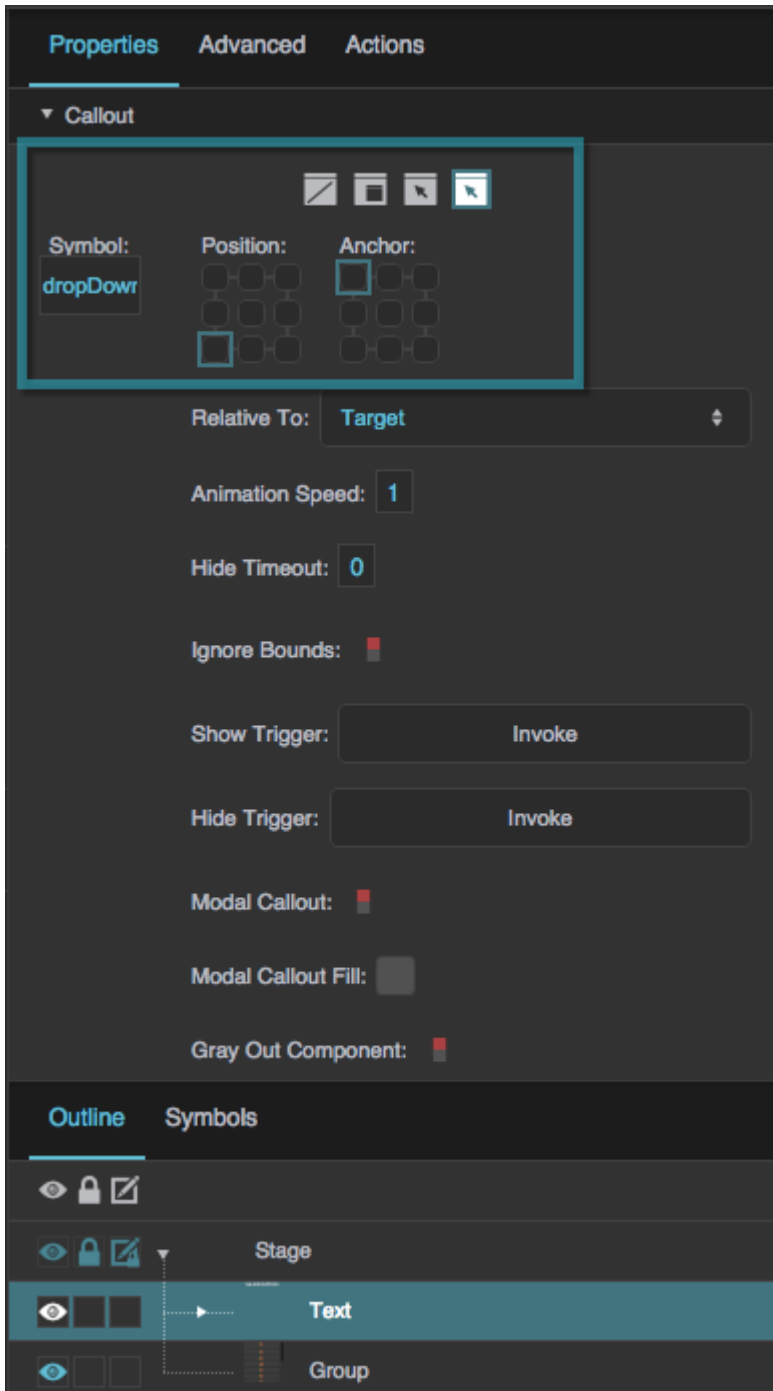 Properties Advanced Actions
Callout
Symbol: Position: Anchor:
dropDowr
Relative To: Target
Animation Speed: 1
Hide Timeout: 0
Ignore Bounds:
Show Trigger: Invoke
Hide Trigger: Invoke
Modal Callout:
Modal Callout Fill:
Gray Out Component:
Outline Symbols
Stage
Text
Group